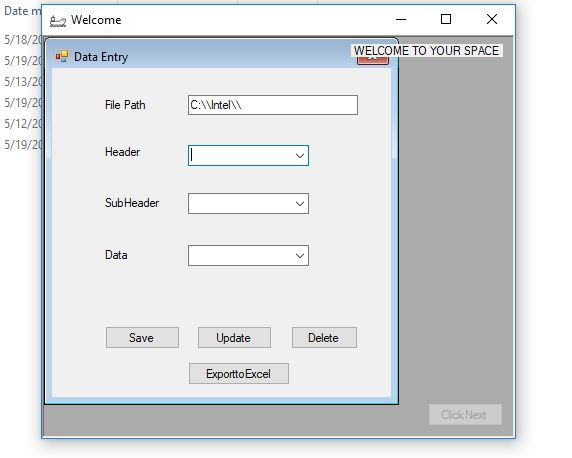 Date m
Welcome
5/18/20
WELCOME TO YOUR SPACE
Data Entry
5/19/20
5/13/20
File Path C:\\Intel\\
5/19/20
5/12/20
5/19/20
Header
SubHeader
Data
Save Update Delete
ExporttoExcel
ClickNext